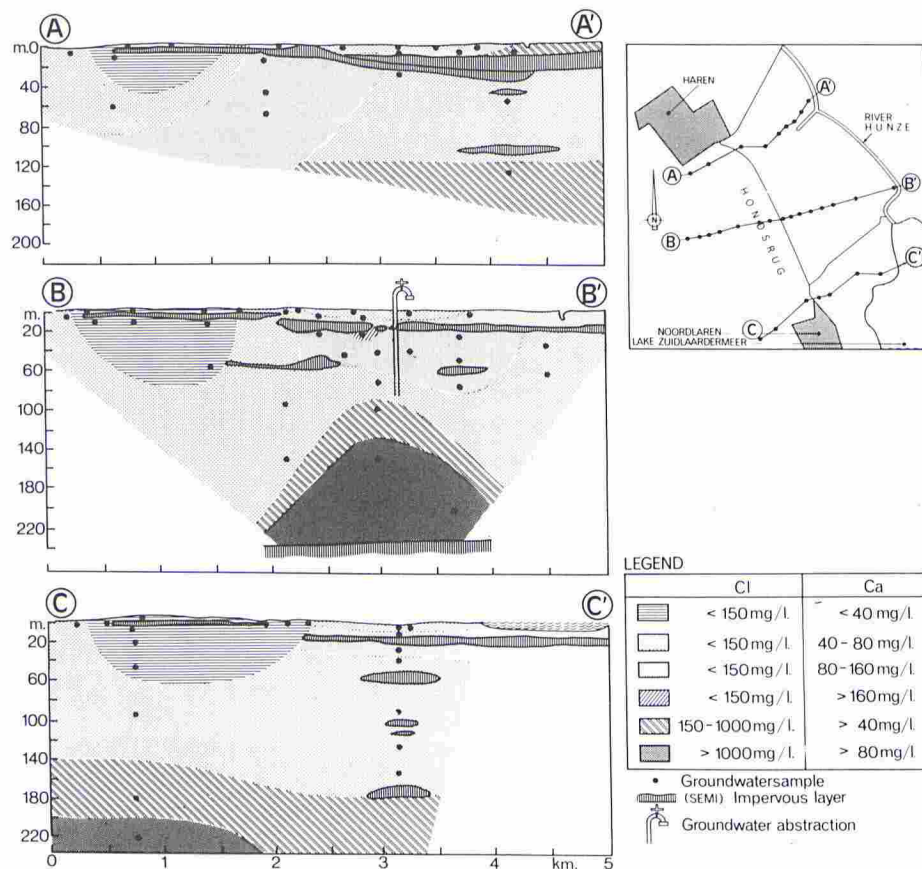 A A'
m.0
40
80
120
160
200
B B'
m.
20
60
100
140
180
220
C C'
m.
20
60
100
140
180
220
0 1 2 3 4 km. 5
HAREN
A'
RIVER
HUNZE
A
N
HONDSRUG
B'
B
C'
C
NOORDLAREN
LAKE ZUIDLAARDERMEER
LEGEND
Cl Ca
< 150 mg/l. < 40 mg/l.
< 150 mg/l. 40-80 mg/l.
< 150 mg/l. 80-160 mg/l.
< 150 mg/l. > 160 mg/l.
150-1000 mg/l. > 40 mg/l.
> 1000 mg/l. > 80 mg/l.
Groundwatersample
(SEMI) Impervous layer
Groundwater abstraction